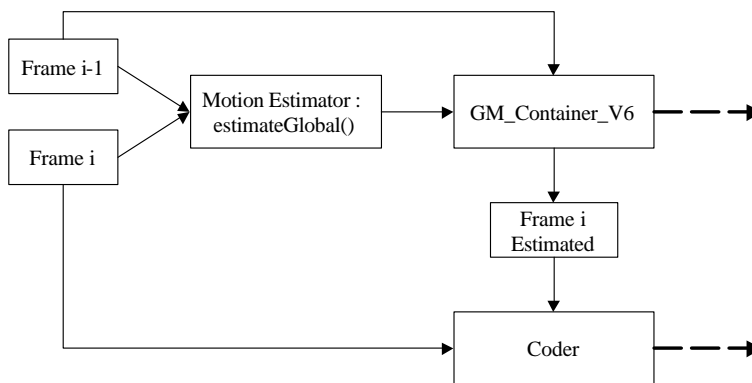 Frame i-1
Motion Estimator :
estimateGlobal()
GM_Container_V6
Frame i
Frame i
Estimated
Coder